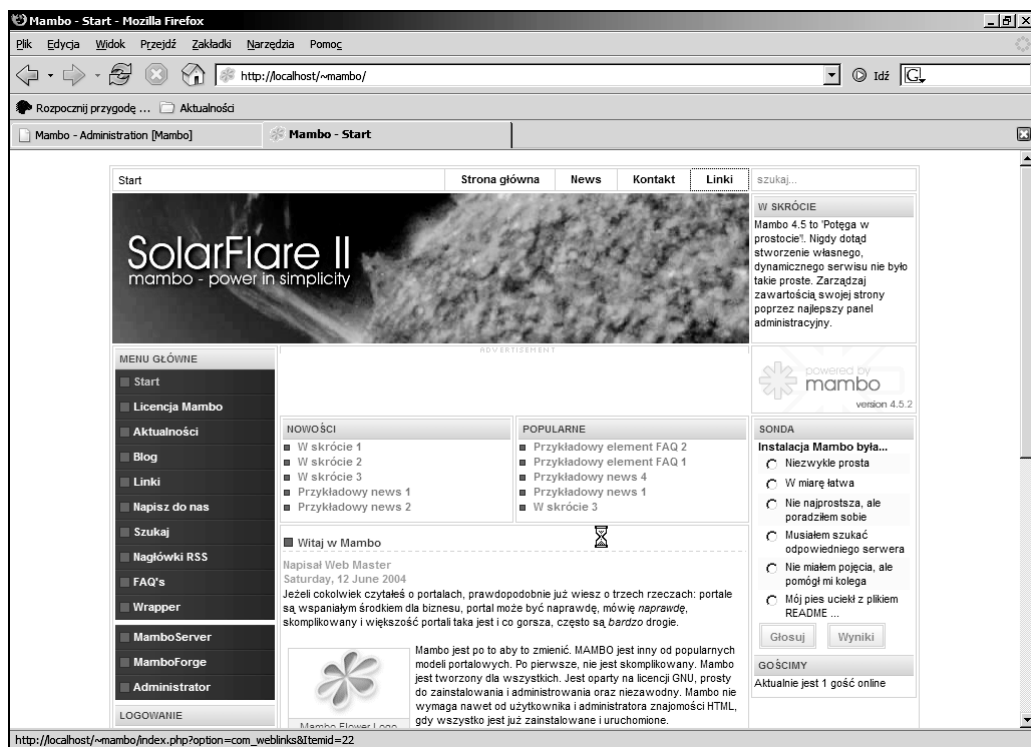 Mambo - Start - Mozilla Firefox
Plik Edycja Widok Przejdź Zakładki Narzędzia Pomoc
http://localhost/~mambo/
Idź
G
Rozpocznij przygodę ... Aktualności
Mambo - Administration [Mambo] Mambo - Start
Start Strona główna News Kontakt Linki szukaj...
SolarFlare II
mambo - power in simplicity
W SKRÓCIE
Mambo 4.5 to 'Potęga w
prostocie'!. Nigdy dotąd
stworzenie własnego,
dynamicznego serwisu nie było
takie proste. Zarządzaj
zawartością swojej strony
poprzez najlepszy panel
administracyjny.
ADVERTISEMENT
powered by
mambo
version 4.5.2
MENU GŁÓWNE
Start
Licencja Mambo
Aktualności
Blog
Linki
Napisz do nas
Szukaj
Nagłówki RSS
FAQ's
Wrapper
MamboServer
MamboForge
Administrator
LOGOWANIE
NOWOŚCI
W skrócie 1
W skrócie 2
W skrócie 3
Przykładowy news 1
Przykładowy news 2
POPULARNE
Przykładowy element FAQ 2
Przykładowy element FAQ 1
Przykładowy news 4
Przykładowy news 1
W skrócie 3
Witaj w Mambo
Napisał Web Master
Saturday, 12 June 2004
Jeżeli cokolwiek czytałeś o portalach, prawdopodobnie już wiesz o trzech rzeczach: portale
są wspaniałym środkiem dla biznesu, portal może być naprawdę, mówię naprawdę,
skomplikowany i większość portali taka jest i co gorsza, często są bardzo drogie.
Mambo jest po to aby to zmienić. MAMBO jest inny od popularnych
modeli portalowych. Po pierwsze, nie jest skomplikowany. Mambo
jest tworzony dla wszystkich. Jest oparty na licencji GNU, prosty
do zainstalowania i administrowania oraz niezawodny. Mambo nie
wymaga nawet od użytkownika i administratora znajomości HTML,
gdy wszystko jest już zainstalowane i uruchomione.
Mambo Flower Logo
SONDA
Instalacja Mambo była...
Niezwykle prosta
W miarę łatwa
Nie najprostsza, ale
poradziłem sobie
Musiałem szukać
odpowiedniego serwera
Nie miałem pojęcia, ale
pomógł mi kolega
Mój pies uciekł z plikiem
README ...
Głosuj Wyniki
GOŚCIMY
Aktualnie jest 1 gość online
http://localhost/~mambo/index.php?option=com_weblinks&Itemid=22